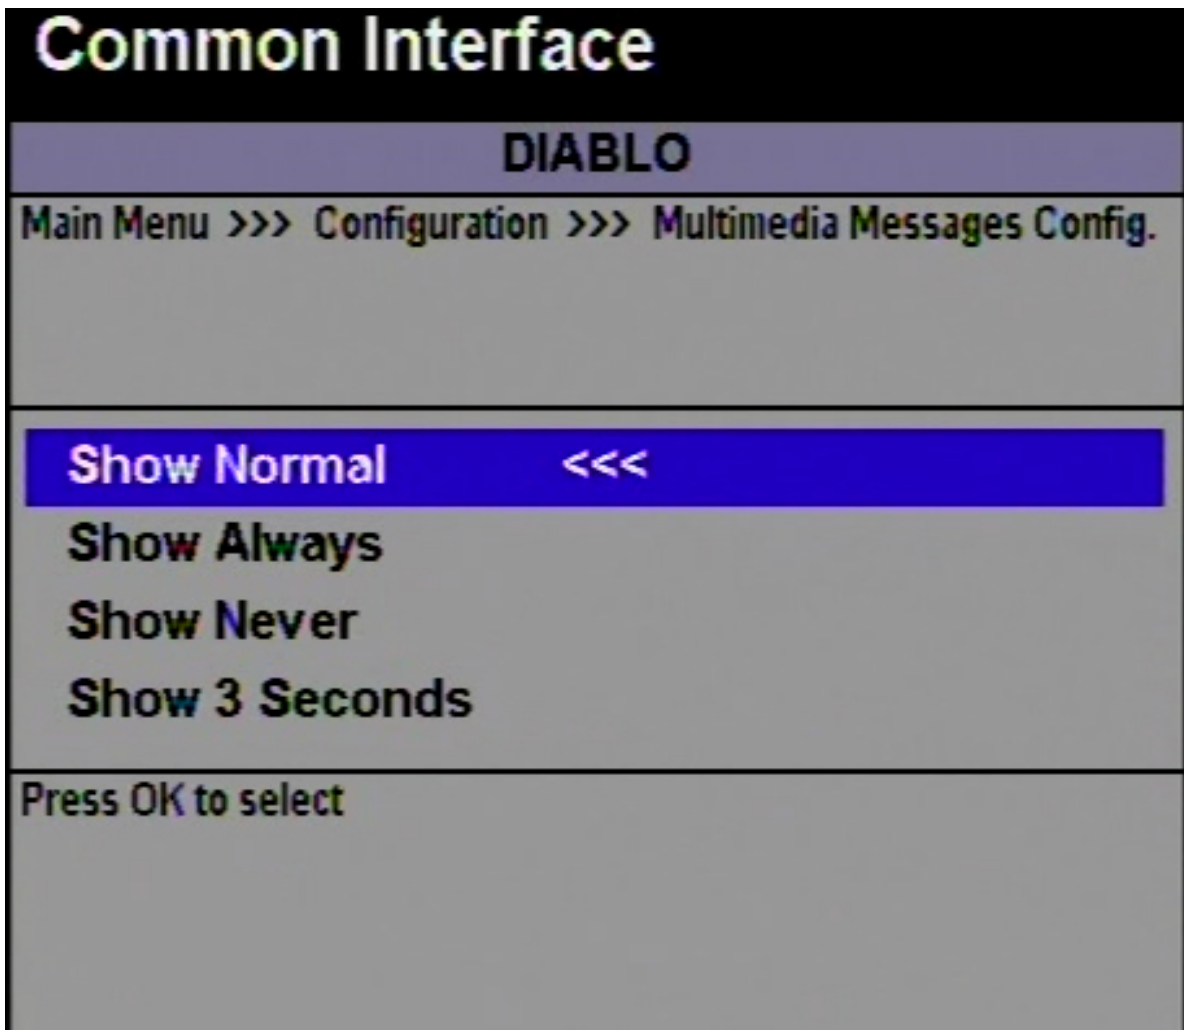 Common Interface
DIABLO
Main Menu >>> Configuration >>> Multimedia Messages Config.
Show Normal <<<
Show Always
Show Never
Show 3 Seconds
Press OK to select